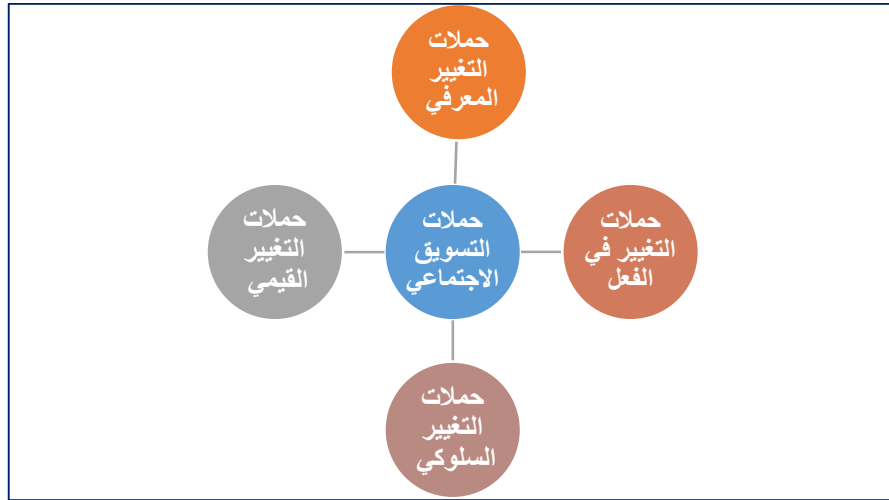 حملات
التغيير
المعرفي
حملات
التغيير في
الفعل
حملات
التسويق
الاجتماعي
حملات
التغيير
القيمي
حملات
التغيير
السلوكي